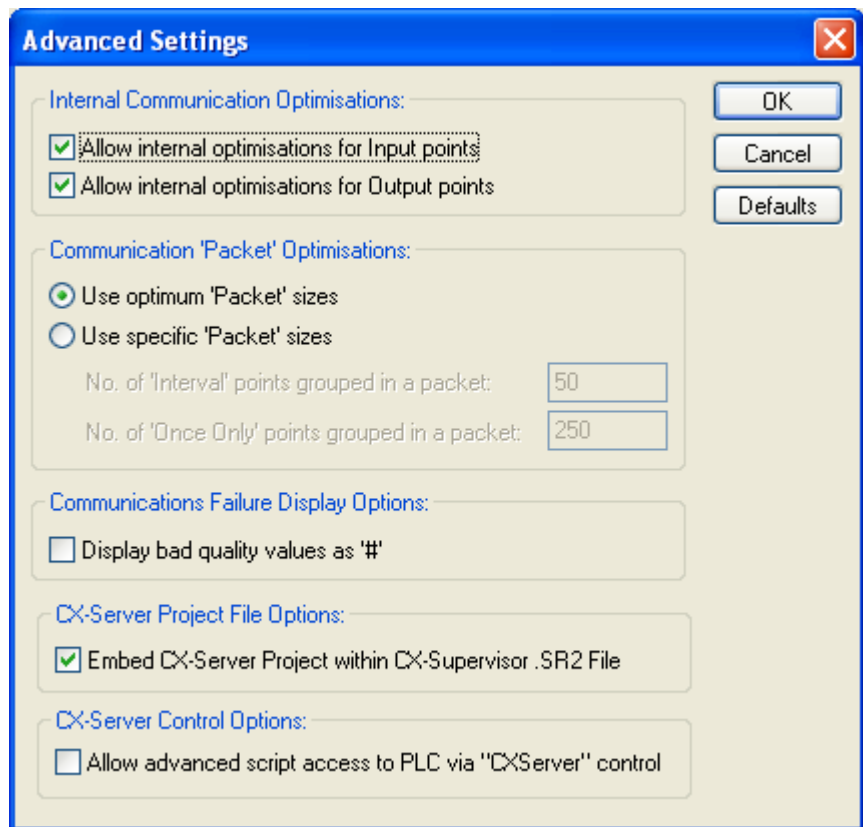 Advanced Settings
Internal Communication Optimisations:
Allow internal optimisations for Input points
Allow internal optimisations for Output points
OK
Cancel
Defaults
Communication 'Packet' Optimisations:
Use optimum 'Packet' sizes
Use specific 'Packet' sizes
No. of 'Interval' points grouped in a packet:
50
No. of 'Once Only' points grouped in a packet:
250
Communications Failure Display Options:
Display bad quality values as '#'
CX-Server Project File Options:
Embed CX-Server Project within CX-Supervisor .SR2 File
CX-Server Control Options:
Allow advanced script access to PLC via "CXServer" control